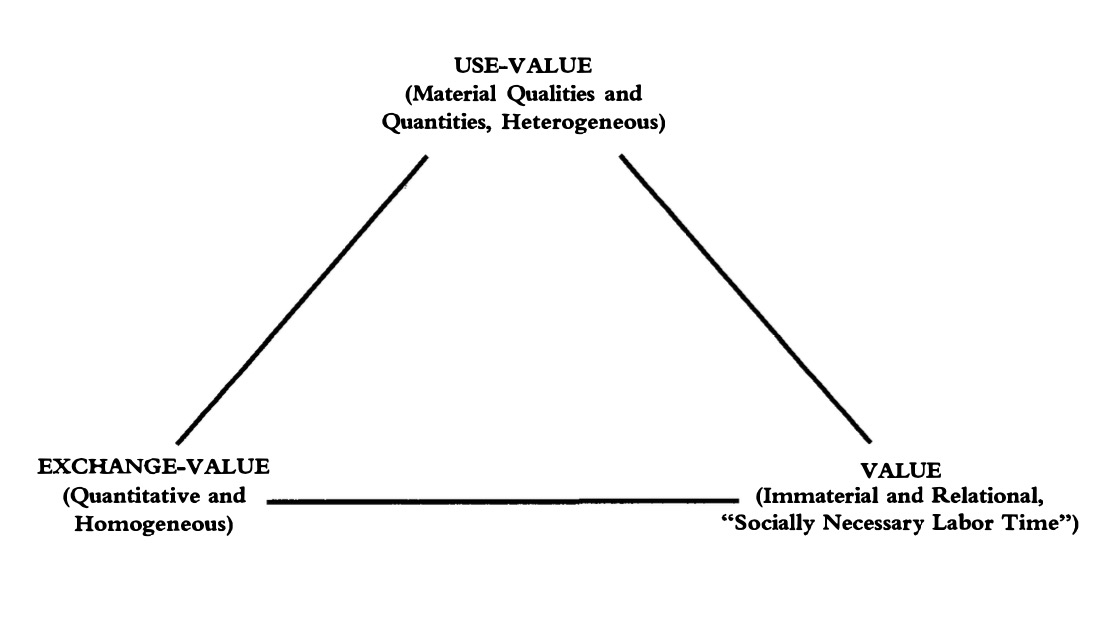 USE-VALUE
(Material Qualities and
Quantities, Heterogeneous)
EXCHANGE-VALUE
(Quantitative and
Homogeneous)
VALUE
(Immaterial and Relational,
“Socially Necessary Labor Time”)